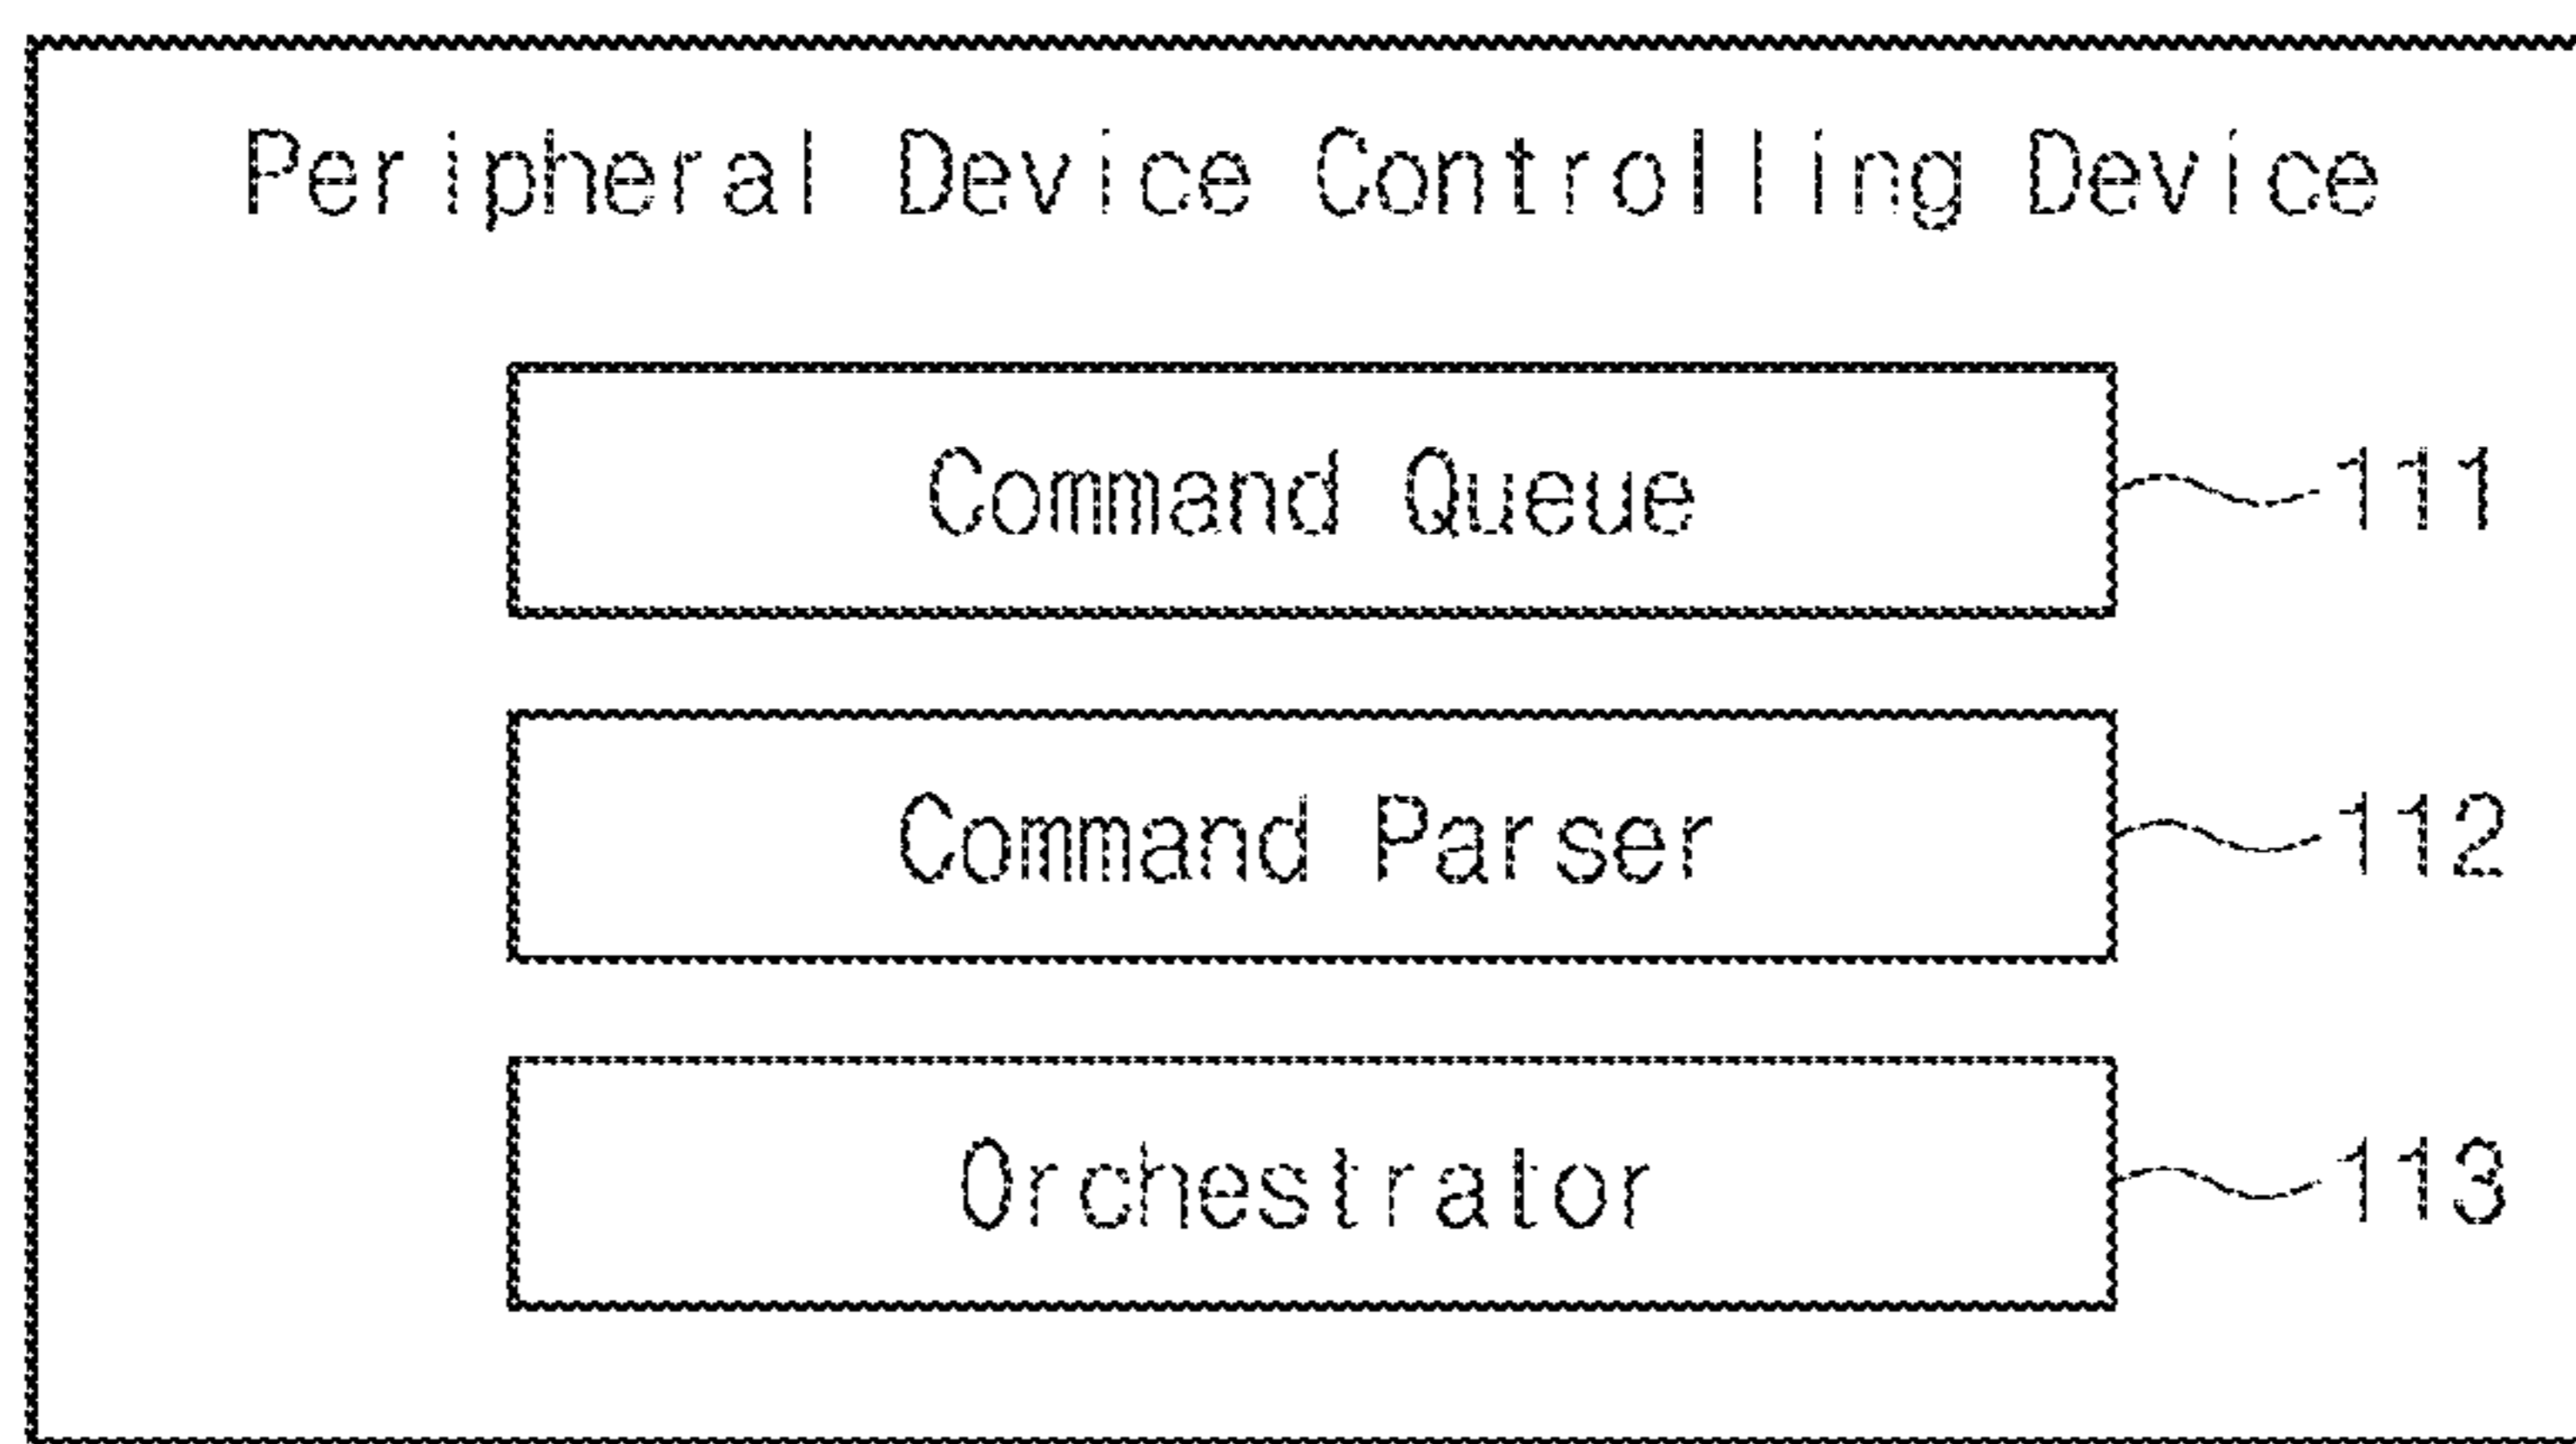 Peripheral Device Controlling Device
Command Queue 111
Command Parser 112
Orchestrator 113